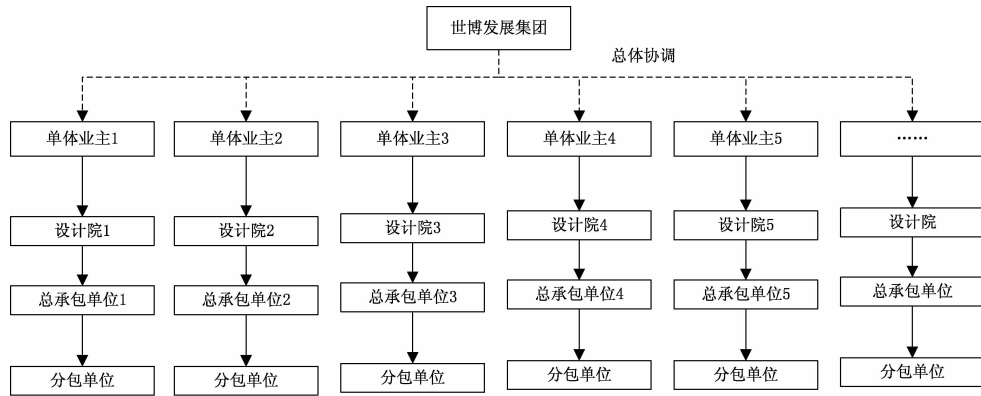 世博发展集团
总体协调
单体业主1
单体业主2
单体业主3
单体业主4
单体业主5
……
设计院1
设计院2
设计院3
设计院4
设计院5
设计院
总承包单位1
总承包单位2
总承包单位3
总承包单位4
总承包单位5
总承包单位
分包单位
分包单位
分包单位
分包单位
分包单位
分包单位